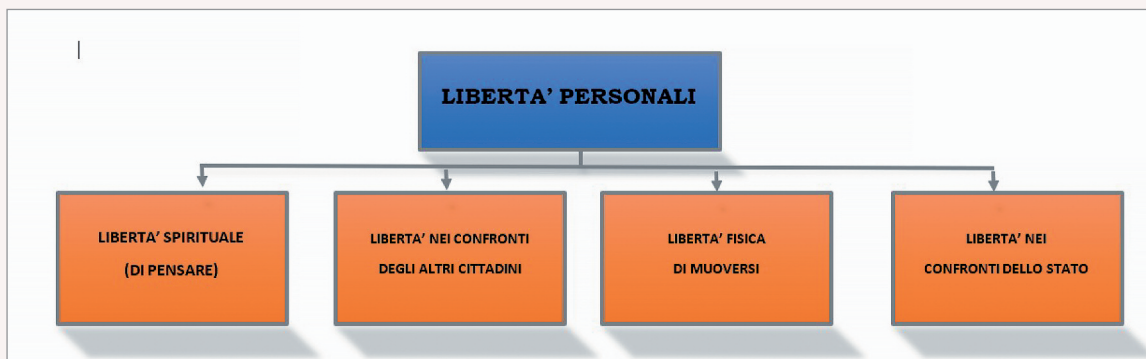 LIBERTA' PERSONALI
LIBERTA' SPIRITUALE
(DI PENSARE)
LIBERTA' NEI CONFRONTI
DEGLI ALTRI CITTADINI
LIBERTA' FISICA
DI MUOVERSI
LIBERTA' NEI
CONFRONTI DELLO STATO